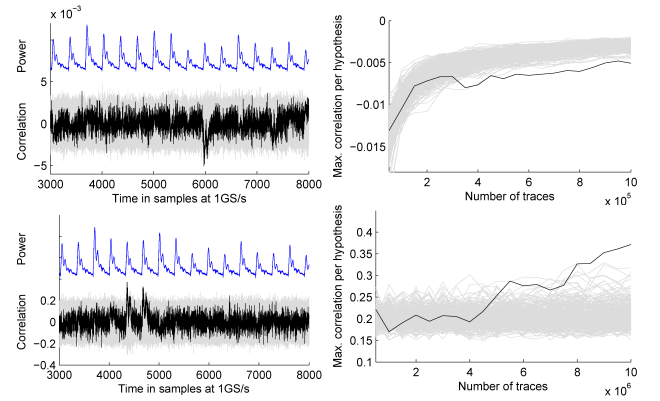 x 10⁻³
Power
5
0
−5
Correlation
3000 4000 5000 6000 7000 8000
Time in samples at 1GS/s
0
−0.005
−0.01
−0.015
Max. correlation per hypothesis
2 4 6 8 10
x 10⁵
Number of traces
Power
0.2
0
−0.2
−0.4
Correlation
3000 4000 5000 6000 7000 8000
Time in samples at 1GS/s
0.4
0.35
0.3
0.25
0.2
0.15
0.1
Max. correlation per hypothesis
2 4 6 8 10
x 10⁶
Number of traces